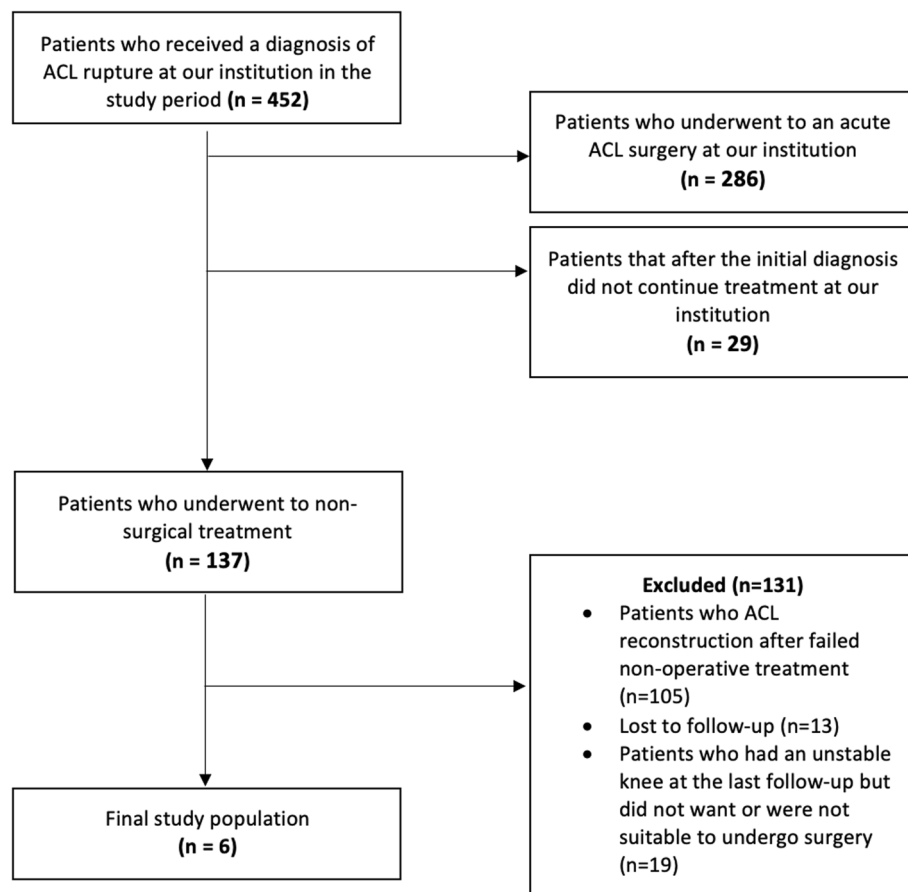 Patients who received a diagnosis of
ACL rupture at our institution in the
study period (n = 452)
Patients who underwent to an acute
ACL surgery at our institution
(n = 286)
Patients that after the initial diagnosis
did not continue treatment at our
institution
(n = 29)
Patients who underwent to non-
surgical treatment
(n = 137)
Excluded (n=131)
• Patients who ACL
reconstruction after failed
non-operative treatment
(n=105)
• Lost to follow-up (n=13)
• Patients who had an unstable
knee at the last follow-up but
did not want or were not
suitable to undergo surgery
(n=19)
Final study population
(n = 6)